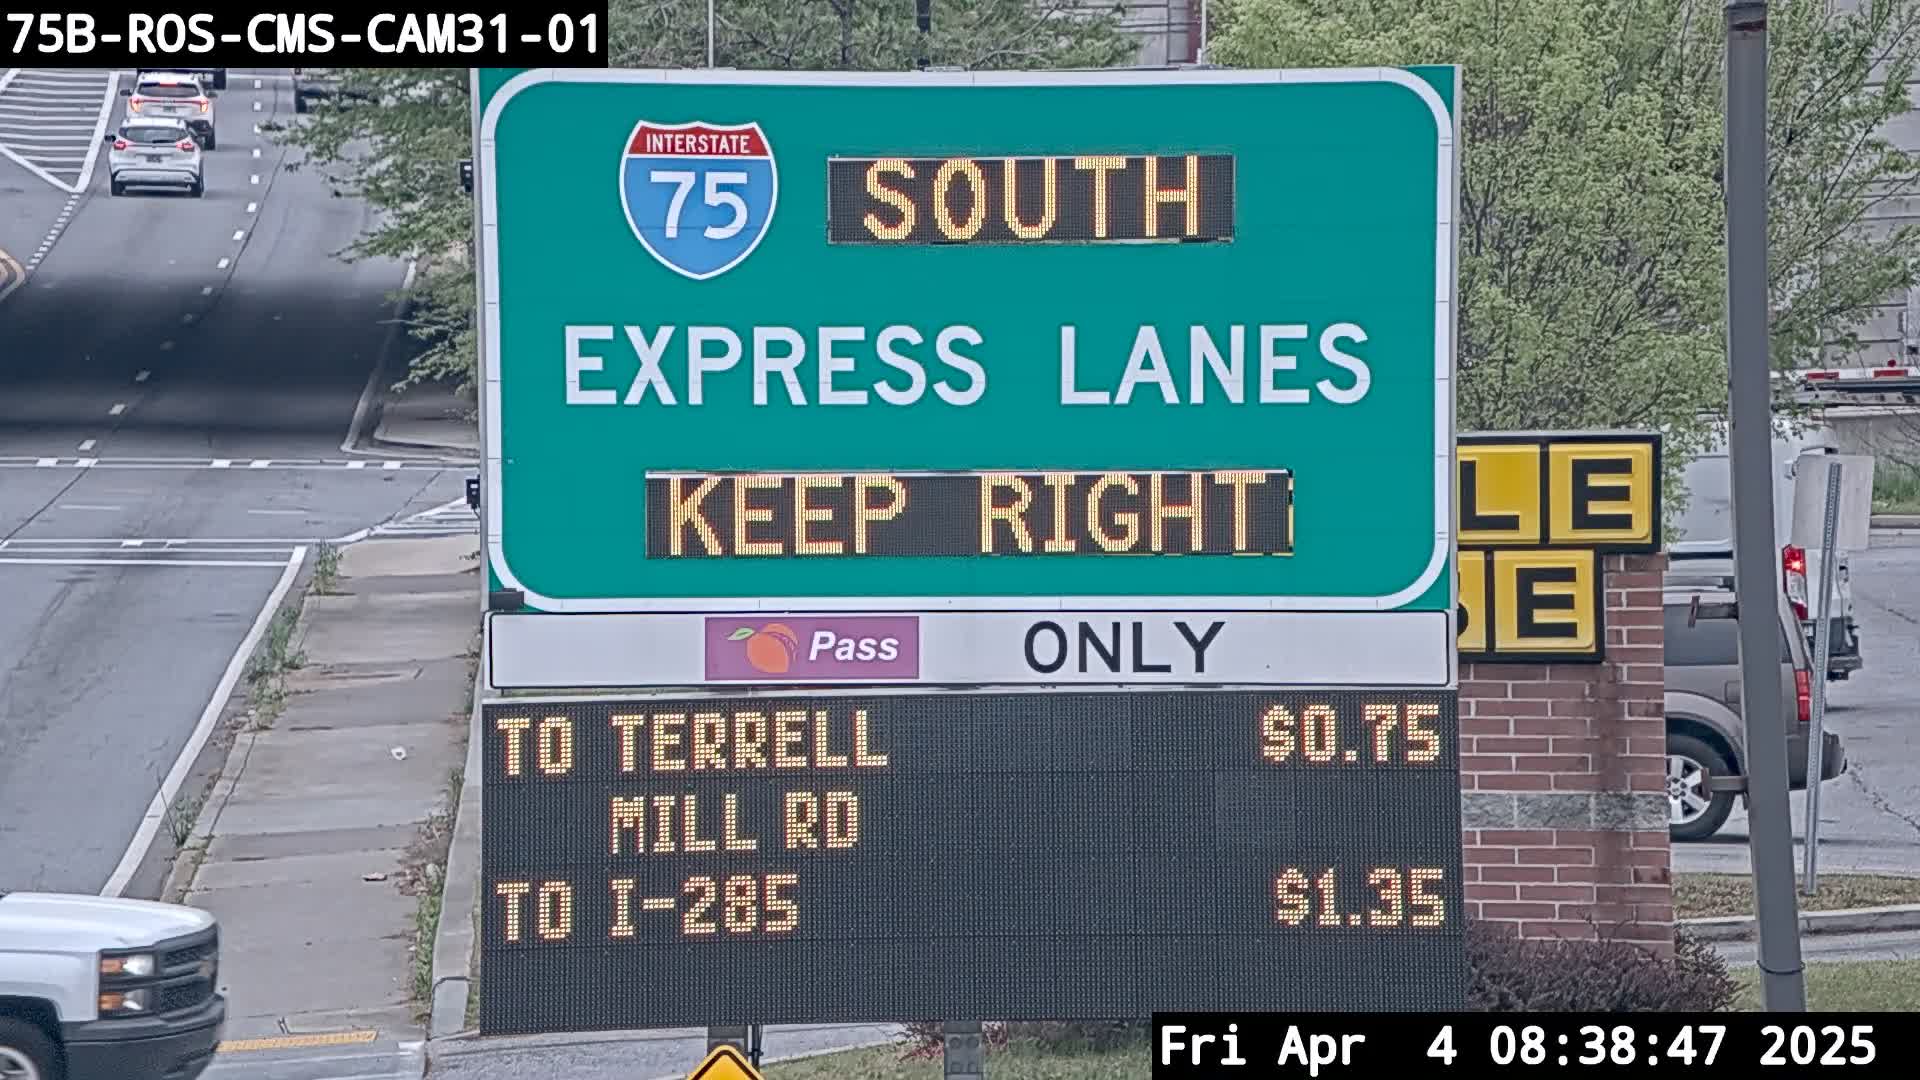 75B-ROS-CMS-CAM31-01
INTERSTATE
75
SOUTH
EXPRESS LANES
KEEP RIGHT
LE
E
Pass ONLY
TO TERRELL $0.75
MILL RD
TO I-285 $1.35
Fri Apr 4 08:38:47 2025